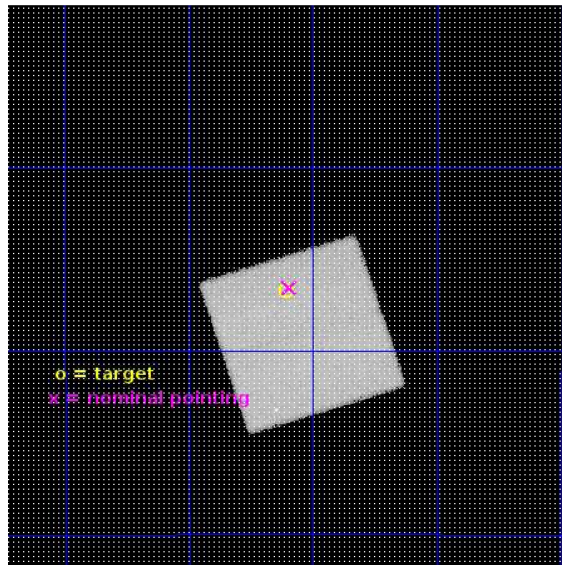 o = target
x = nominal pointing